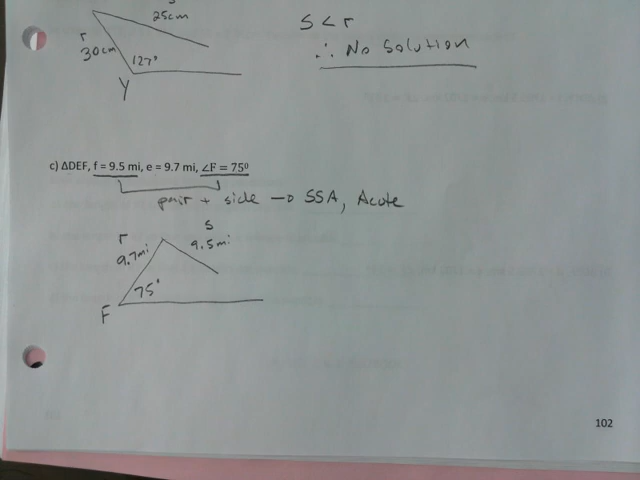 s
25cm
r
30cm
127°
Y
S < r
∴ No Solution
c) ΔDEF, f = 9.5 mi, e = 9.7 mi, ∠F = 75⁰
pair + side → SSA, Acute
r
9.7mi
s
9.5mi
75°
F
102